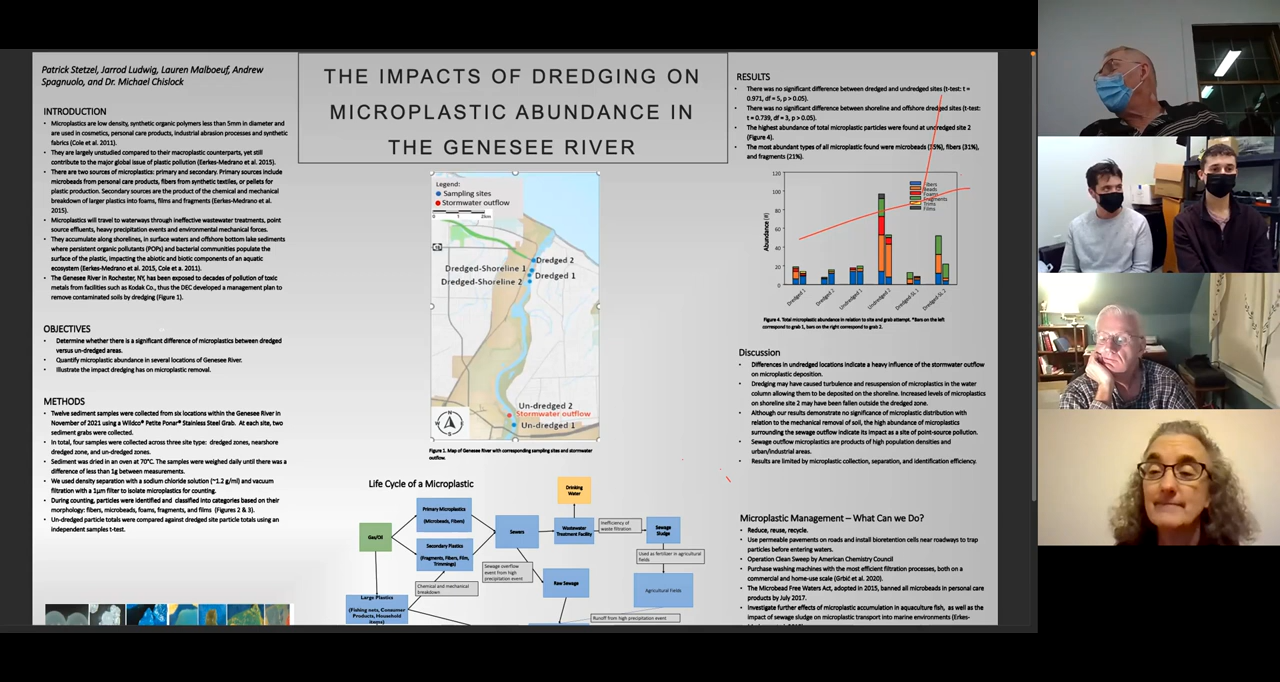 Patrick Stetzel, Jarrod Ludwig, Lauren Malboeuf, Andrew
Spagnuolo, and Dr. Michael Chislock
THE IMPACTS OF DREDGING ON
MICROPLASTIC ABUNDANCE IN
THE GENESEE RIVER
INTRODUCTION
• Microplastics are low density, synthetic organic polymers less than 5mm in diameter and
are used in cosmetics, personal care products, industrial abrasion processes and synthetic
fabrics (Cole et al. 2011).
• They are largely unstudied compared to their macroplastic counterparts, yet still
contribute to the major global issue of plastic pollution (Eerkes-Medrano et al. 2015).
• There are two sources of microplastics: primary and secondary. Primary sources include
microbeads from personal care products, fibers from synthetic textiles, or pellets for
plastic production. Secondary sources are the product of the chemical and mechanical
breakdown of larger plastics into foams, films and fragments (Eerkes-Medrano et al.
2015).
• Microplastics will travel to waterways through ineffective wastewater treatments, point
source effluents, heavy precipitation events and environmental mechanical forces.
• They accumulate along shorelines, in surface waters and offshore bottom lake sediments
where persistent organic pollutants (POPs) and bacterial communities populate the
surface of the plastic, impacting the abiotic and biotic components of an aquatic
ecosystem (Eerkes-Medrano et al. 2015, Cole et al. 2011).
• The Genesee River in Rochester, NY, has been exposed to decades of pollution of toxic
metals from facilities such as Kodak Co., thus the DEC developed a management plan to
remove contaminated soils by dredging (Figure 1).
OBJECTIVES
• Determine whether there is a significant difference of microplastics between dredged
versus un-dredged areas.
• Quantify microplastic abundance in several locations of Genesee River.
• Illustrate the impact dredging has on microplastic removal.
METHODS
• Twelve sediment samples were collected from six locations within the Genesee River in
November of 2021 using a Wildco® Petite Ponar® Stainless Steel Grab. At each site, two
sediment grabs were collected.
• In total, four samples were collected across three site type: dredged zones, nearshore
dredged zone, and un-dredged zones.
• Sediment was dried in an oven at 70°C. The samples were weighed daily until there was a
difference of less than 1g between measurements.
• We used density separation with a sodium chloride solution (~1.2 g/ml) and vacuum
filtration with a 1µm filter to isolate microplastics for counting.
• During counting, particles were identified and classified into categories based on their
morphology: fibers, microbeads, foams, fragments, and films (Figures 2 & 3).
• Un-dredged particle totals were compared against dredged site particle totals using an
independent samples t-test.
Legend:
Sampling sites
Stormwater outflow
0 1 2km
Dredged 2
Dredged-Shoreline 1
Dredged 1
Dredged-Shoreline 2
Un-dredged 2
Stormwater outflow
Un-dredged 1
N
W E
S
Figure 1. Map of Genesee River with corresponding sampling sites and stormwater
outflow.
Life Cycle of a Microplastic
Gas/Oil
Primary Microplastics
(Microbeads, Fibers)
Secondary Plastics
(Fragments, Fibers, Film,
Trimmings)
Large Plastics
(Fishing nets, Consumer
Products, Household
Items)
Chemical and mechanical
breakdown
Sewers
Sewage overflow
event from high
precipitation event
Drinking
Water
Wastewater
Treatment Facility
Inefficiency of
waste filtration
Sewage
Sludge
Used as fertilizer in agricultural
fields
Raw Sewage
Agricultural Fields
Runoff from high precipitation event
RESULTS
• There was no significant difference between dredged and undredged sites (t-test: t =
0.971, df = 5, p > 0.05).
• There was no significant difference between shoreline and offshore dredged sites (t-test:
t = 0.739, df = 3, p > 0.05).
• The highest abundance of total microplastic particles were found at undredged site 2
(Figure 4).
• The most abundant types of all microplastic found were microbeads (35%), fibers (31%),
and fragments (21%).
Abundance (#)
120
100
80
60
40
20
0
Fibers
Beads
Foams
Fragments
Trims
Films
Dredged 1
Dredged 2
Undredged 1
Undredged 2
Dredged-SL 1
Dredged-SL 2
Figure 4. Total microplastic abundance in relation to site and grab attempt. *Bars on the left
correspond to grab 1, bars on the right correspond to grab 2.
Discussion
• Differences in undredged locations indicate a heavy influence of the stormwater outflow
on microplastic deposition.
• Dredging may have caused turbulence and resuspension of microplastics in the water
column allowing them to be deposited on the shoreline. Increased levels of microplastics
on shoreline site 2 may have been fallen outside the dredged zone.
• Although our results demonstrate no significance of microplastic distribution with
relation to the mechanical removal of soil, the high abundance of microplastics
surrounding the sewage outflow indicate its impact as a site of point-source pollution.
• Sewage outflow microplastics are products of high population densities and
urban/industrial areas.
• Results are limited by microplastic collection, separation, and identification efficiency.
Microplastic Management – What Can we Do?
• Reduce, reuse, recycle.
• Use permeable pavements on roads and install bioretention cells near roadways to trap
particles before entering waters.
• Operation Clean Sweep by American Chemistry Council
• Purchase washing machines with the most efficient filtration processes, both on a
commercial and home-use scale (Grbić et al. 2020).
• The Microbead Free Waters Act, adopted in 2015, banned all microbeads in personal care
products by July 2017.
• Investigate further effects of microplastic accumulation in aquaculture fish, as well as the
impact of sewage sludge on microplastic transport into marine environments (Erkes-